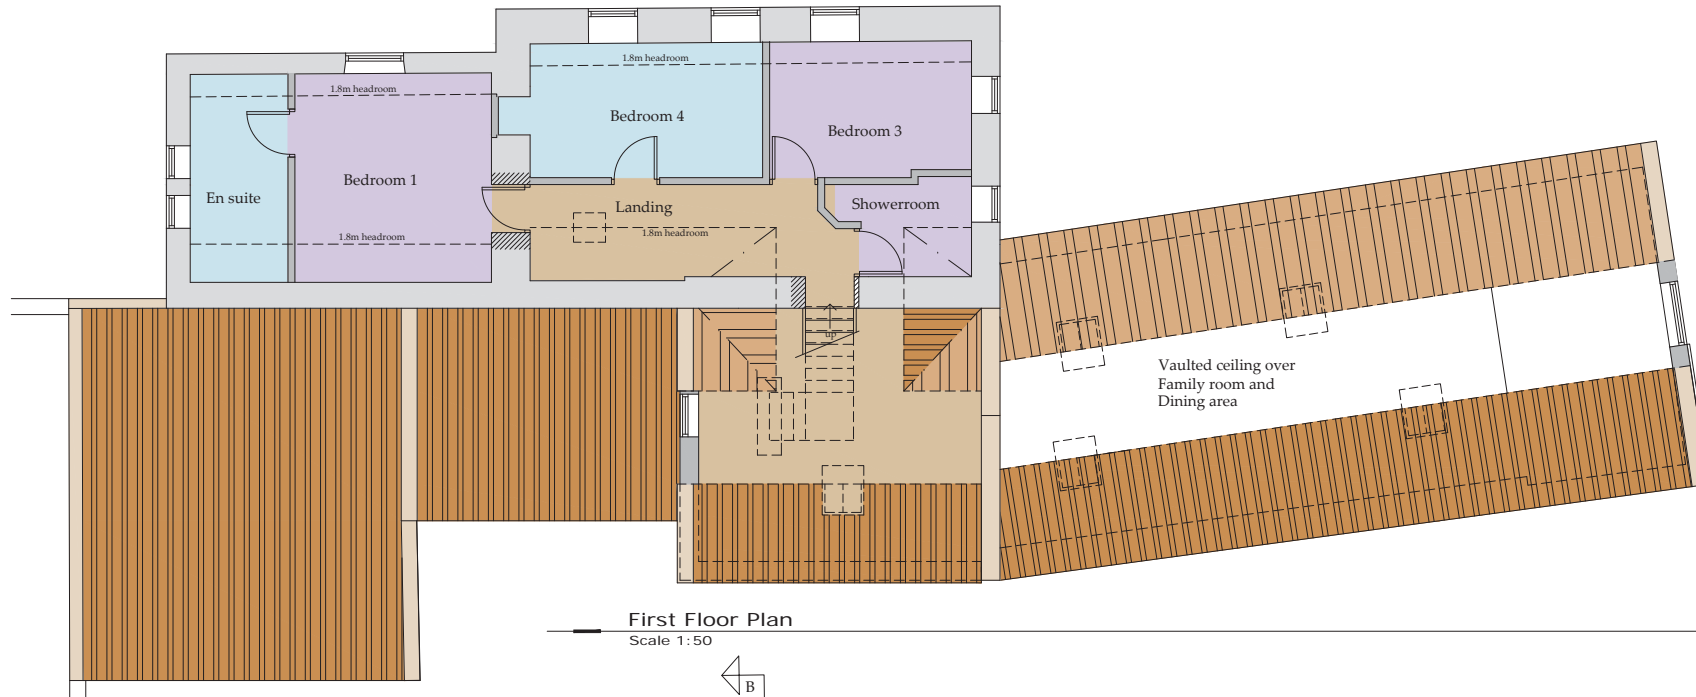 1.8m headroom
1.8m headroom
Bedroom 4
Bedroom 3
Bedroom 1
En suite
Landing
Showerroom
1.8m headroom
1.8m headroom
up
Vaulted ceiling over
Family room and
Dining area
First Floor Plan
Scale 1:50
B